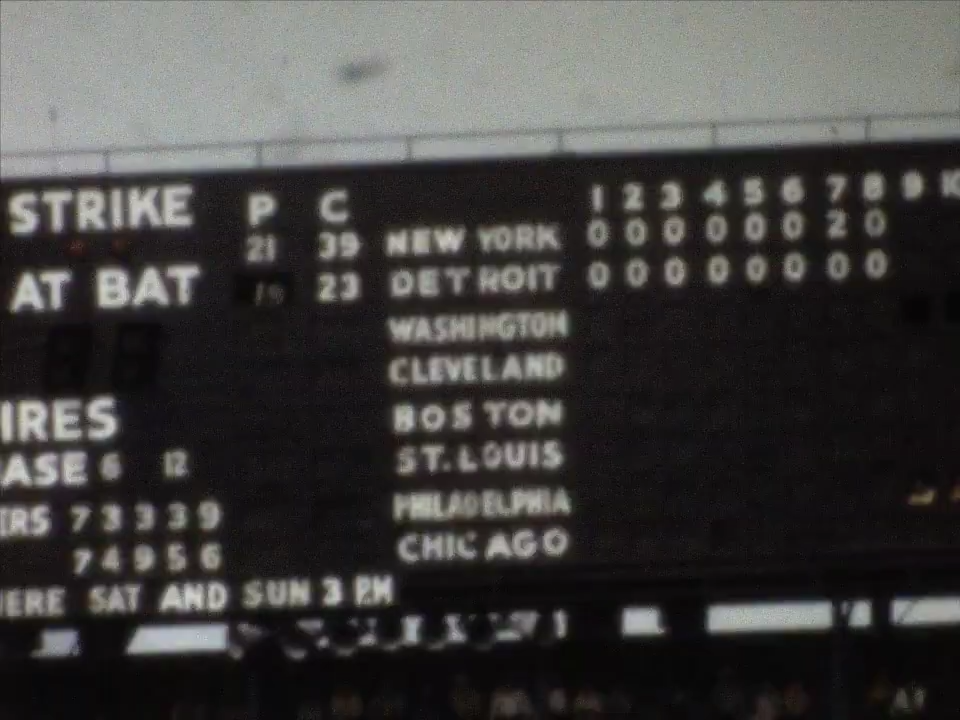 STRIKE P C 1 2 3 4 5 6 7 8 9 10
21 39 NEW YORK 0 0 0 0 0 0 2 0
AT BAT 23 DETROIT 0 0 0 0 0 0 0 0
WASHINGTON
CLEVELAND
IRES BOSTON
ASE 6 12 ST. LOUIS
IRS 7 3 3 3 9 PHILADELPHIA
7 4 9 5 6 CHICAGO
HERE SAT AND SUN 3 PM